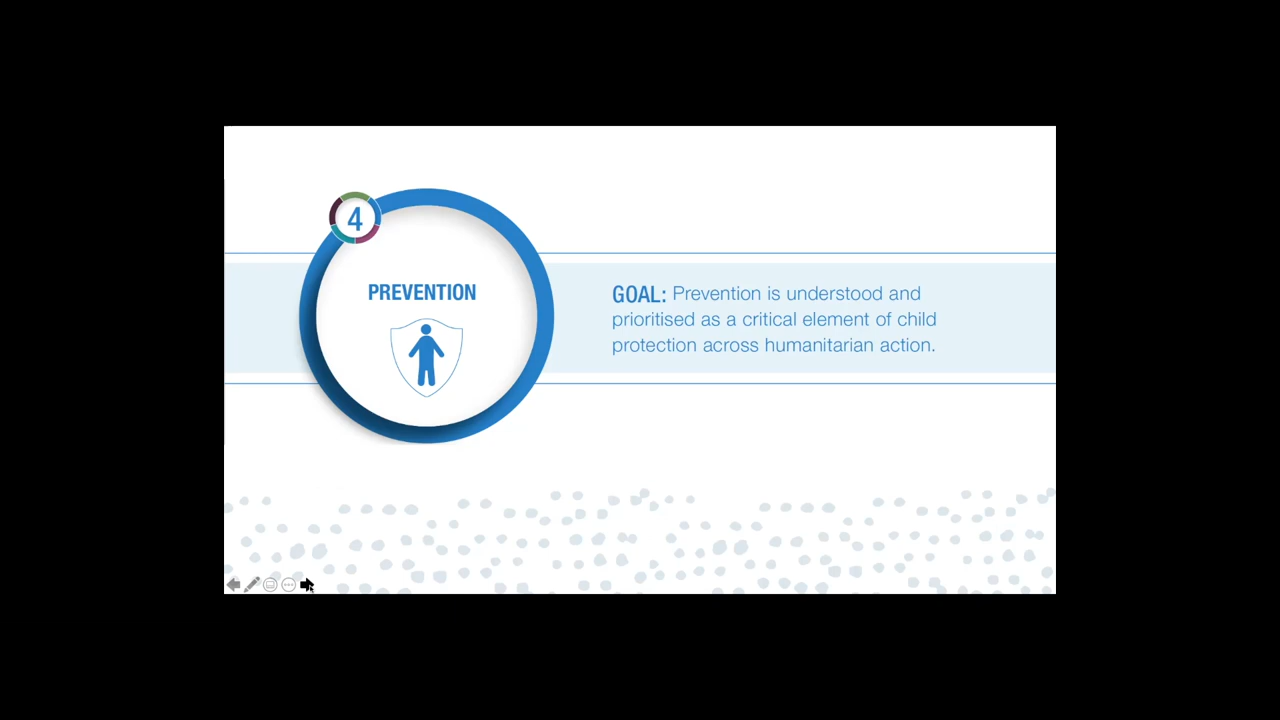 4
PREVENTION
GOAL: Prevention is understood and
prioritised as a critical element of child
protection across humanitarian action.